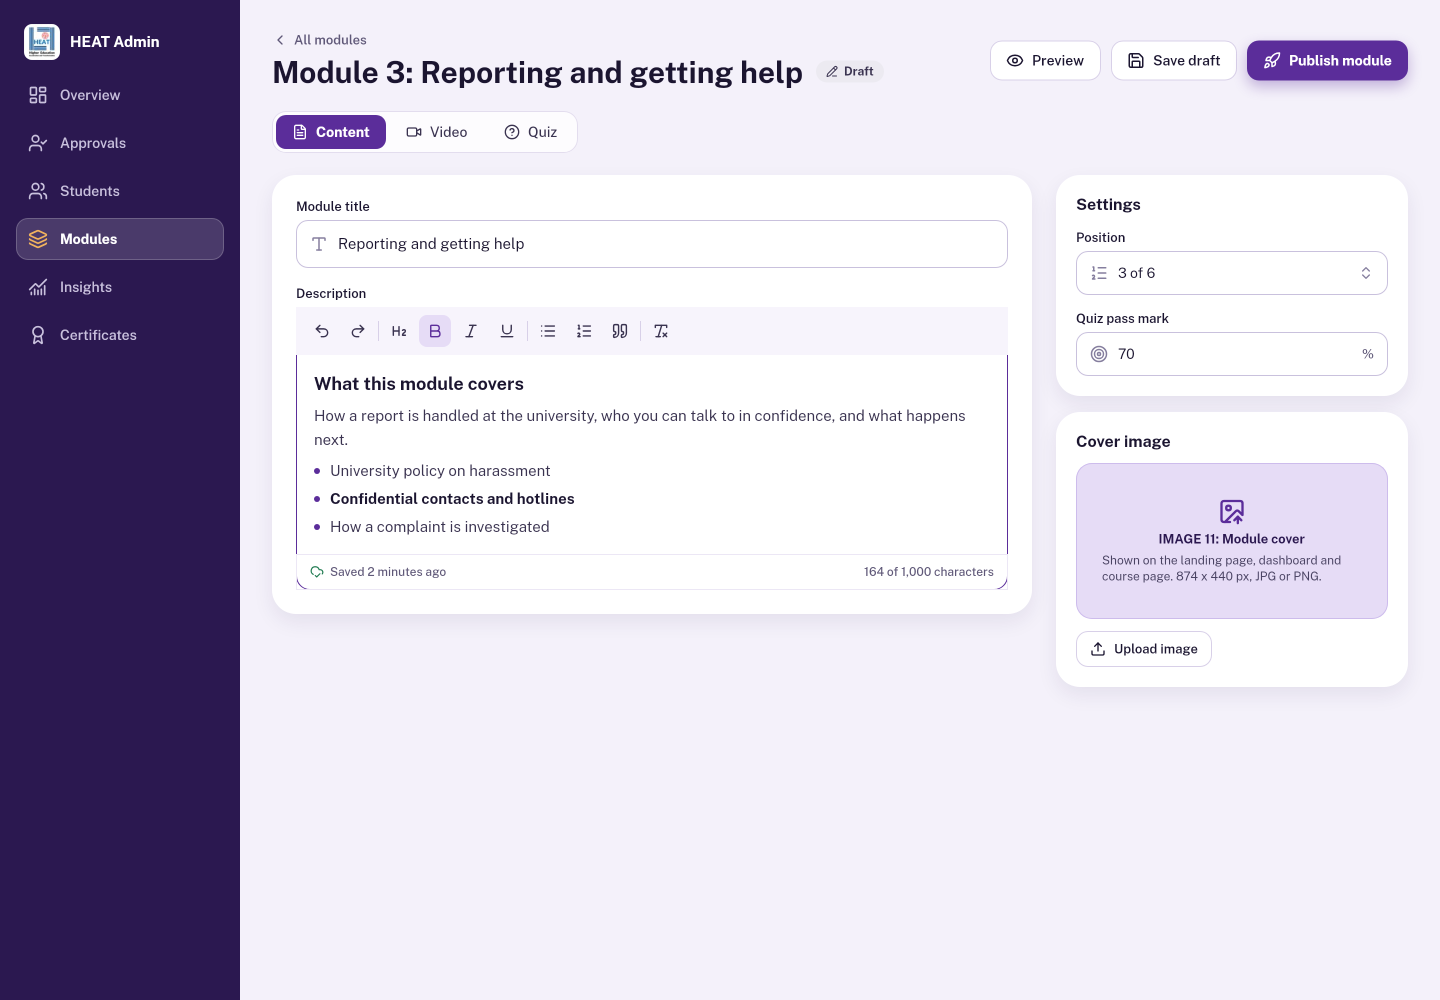 HEAT
HEAT Admin
Overview
Approvals
Students
Modules
Insights
Certificates
All modules
Module 3: Reporting and getting help
Draft
Preview
Save draft
Publish module
Content
Video
Quiz
Module title
Reporting and getting help
Description
H2
B
I
U
What this module covers
How a report is handled at the university, who you can talk to in confidence, and what happens
next.
University policy on harassment
Confidential contacts and hotlines
How a complaint is investigated
Saved 2 minutes ago
164 of 1,000 characters
Settings
Position
3 of 6
Quiz pass mark
70
%
Cover image
IMAGE 11: Module cover
Shown on the landing page, dashboard and
course page. 874 x 440 px, JPG or PNG.
Upload image